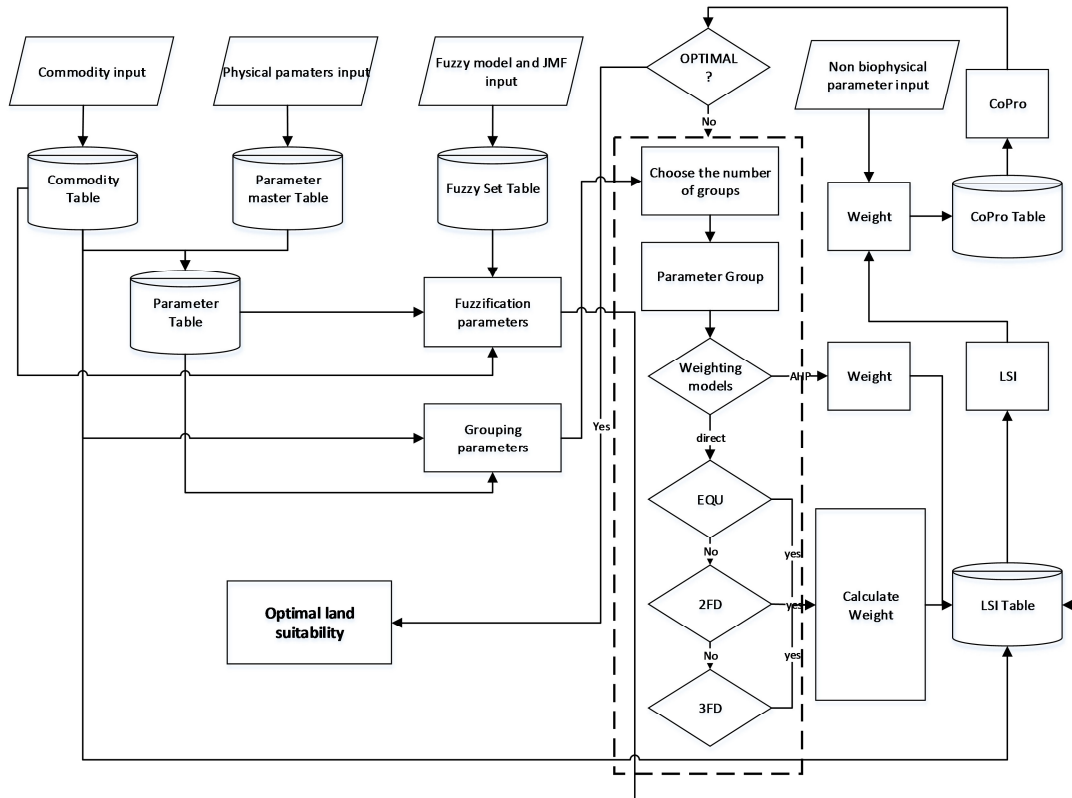 Commodity input
Physical pamaters input
Fuzzy model and JMF
input
OPTIMAL
?
Non biophysical
parameter input
CoPro
No
Commodity
Table
Parameter
master Table
Fuzzy Set Table
Choose the number
of groups
Weight
CoPro Table
Parameter
Table
Fuzzification
parameters
Parameter Group
Weighting
models
AHP
Weight
LSI
Grouping
parameters
Yes
direct
EQU
No
yes
Optimal land
suitability
2FD
yes
Calculate
Weight
LSI Table
No
yes
3FD